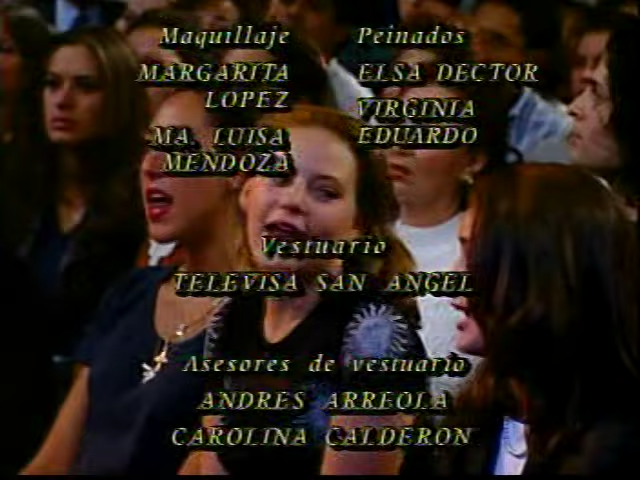 Maquillaje
MARGARITA
LOPEZ
MA. LUISA
MENDOZA
Peinados
ELSA DECTOR
VIRGINIA
EDUARDO
Vestuario
TELEVISA SAN ANGEL
Asesores de vestuario
ANDRES ARREOLA
CAROLINA CALDERON